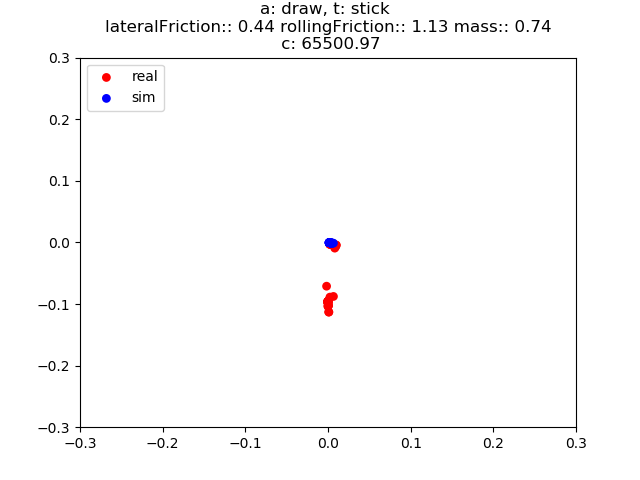 a: draw, t: stick
lateralFriction:: 0.44 rollingFriction:: 1.13 mass:: 0.74
c: 65500.97
real
sim
0.3
0.2
0.1
0.0
−0.1
−0.2
−0.3
−0.3 −0.2 −0.1 0.0 0.1 0.2 0.3